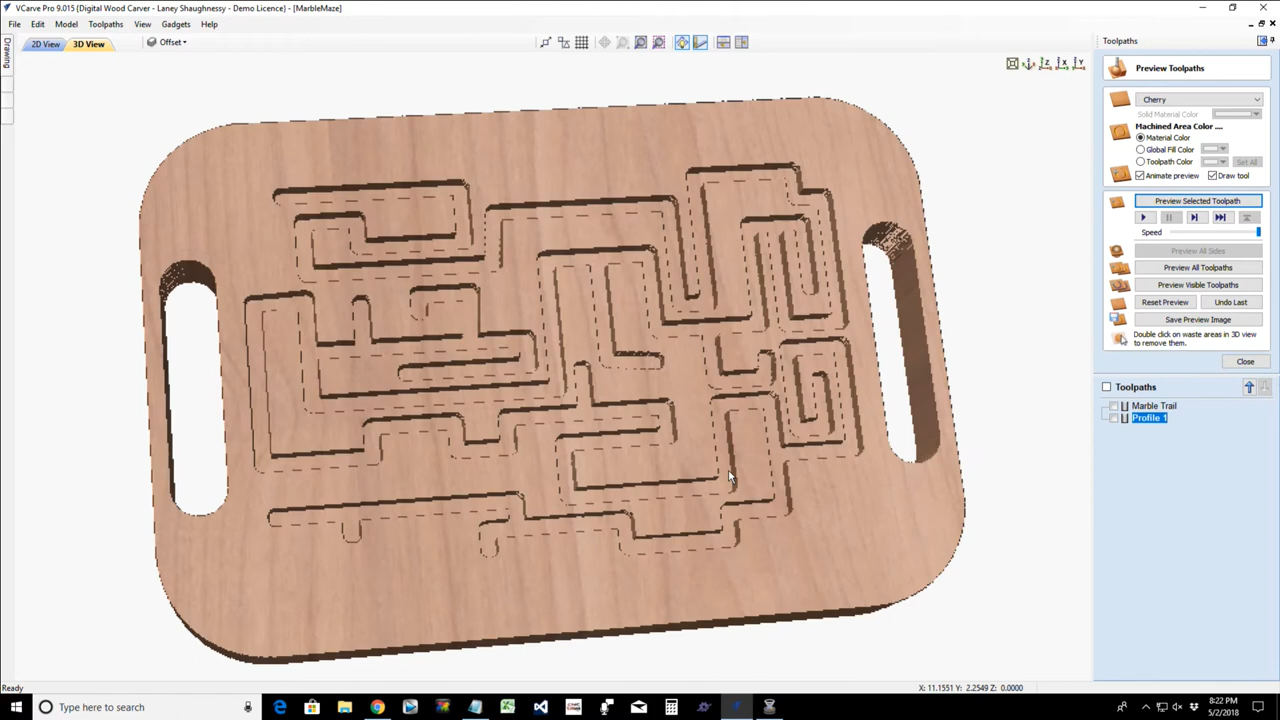 VCarve Pro 9.015 {Digital Wood Carver - Laney Shaughnessy - Demo Licence} - [MarbleMaze]
File Edit Model Toolpaths View Gadgets Help
2D View 3D View Offset
Drawing
Z X Y
Toolpaths
Preview Toolpaths
Cherry
Solid Material Color
Machined Area Color ....
Material Color
Global Fill Color
Toolpath Color Set All
Animate preview Draw tool
Preview Selected Toolpath
Speed
Preview All Sides
Preview All Toolpaths
Preview Visible Toolpaths
Reset Preview Undo Last
Save Preview Image
Double click on waste areas in 3D view
to remove them.
Close
Toolpaths
Marble Trail
Profile 1
Ready
X: 11.1551 Y: 2.2549 Z: 0.0000
Type here to search
8:22 PM
5/2/2018